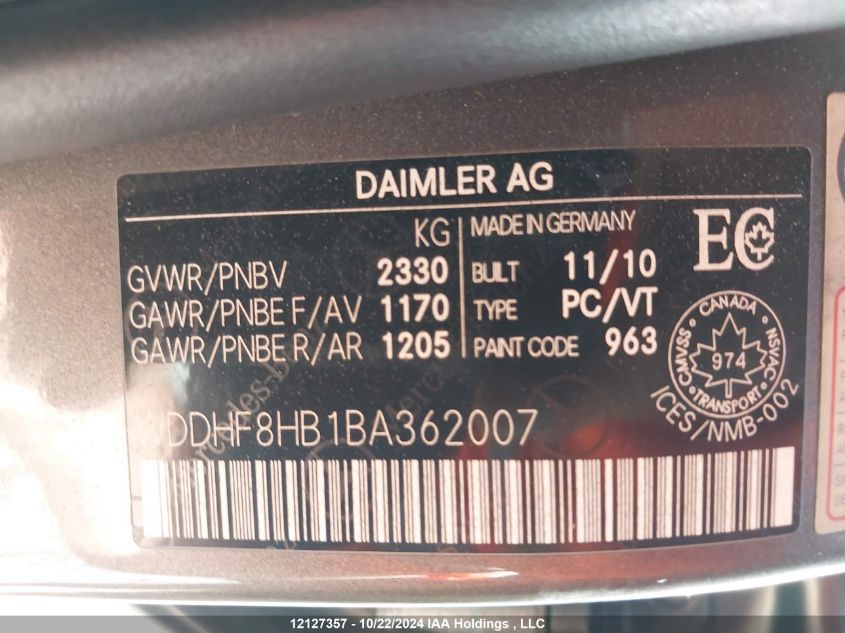 DAIMLER AG
KG
GVWR/PNBV 2330
GAWR/PNBE F/AV 1170
GAWR/PNBE R/AR 1205
MADE IN GERMANY
BUILT 11/10
TYPE PC/VT
PAINT CODE 963
EC
CANADA
CMVSS 974 NSVAC
TRANSPORT
ICES/NMB-002
WDDHF8HB1BA362007
12127357 - 10/22/2024 IAA Holdings , LLC